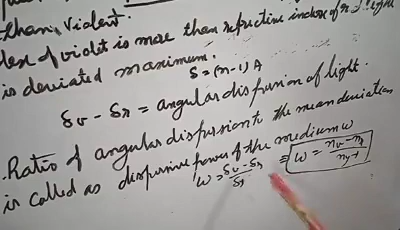 than violet.
dex of violet is more than refractive index of red light
is deviated maximum.
δ = (n-1) A
δv - δr = angular dispersion of light.
Ratio of angular dispersion to the mean deviation
is called as dispersive power of the medium ω
ω = δv - δr / δy ⇒ ω = nv - nr / ny - 1